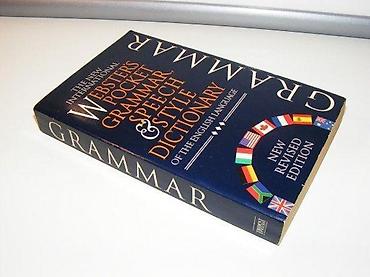 THE NEW
INTERNATIONAL
WEBSTER'S
POCKET
GRAMMAR,
SPEECH
& STYLE
DICTIONARY
OF THE ENGLISH LANGUAGE
GRAMMAR
NEW
REVISED
EDITION
GRAMMAR